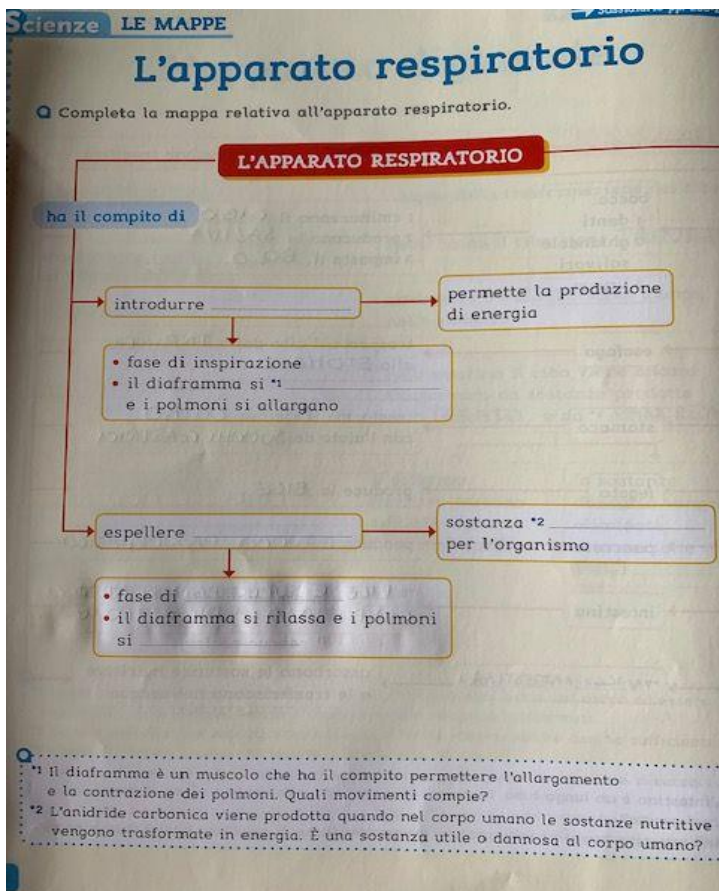 Scienze LE MAPPE
L'apparato respiratorio
Completa la mappa relativa all'apparato respiratorio.
L'APPARATO RESPIRATORIO
ha il compito di
introdurre
permette la produzione
di energia
• fase di inspirazione
• il diaframma si *1
e i polmoni si allargano
espellere
sostanza *2
per l'organismo
• fase di
• il diaframma si rilassa e i polmoni
si
*1 Il diaframma è un muscolo che ha il compito permettere l'allargamento
e la contrazione dei polmoni. Quali movimenti compie?
*2 L'anidride carbonica viene prodotta quando nel corpo umano le sostanze nutritive
vengono trasformate in energia. È una sostanza utile o dannosa al corpo umano?